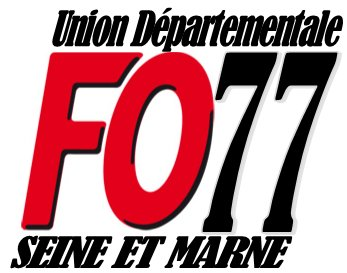 Union Départementale
FO77
SEINE ET MARNE